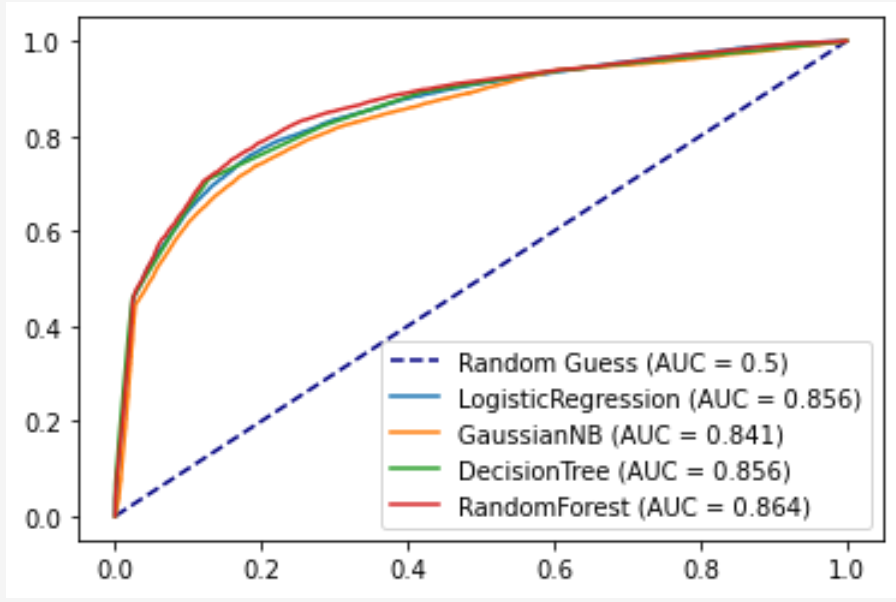 1.0
0.8
0.6
0.4
0.2
0.0
Random Guess (AUC = 0.5)
LogisticRegression (AUC = 0.856)
GaussianNB (AUC = 0.841)
DecisionTree (AUC = 0.856)
RandomForest (AUC = 0.864)
0.0 0.2 0.4 0.6 0.8 1.0